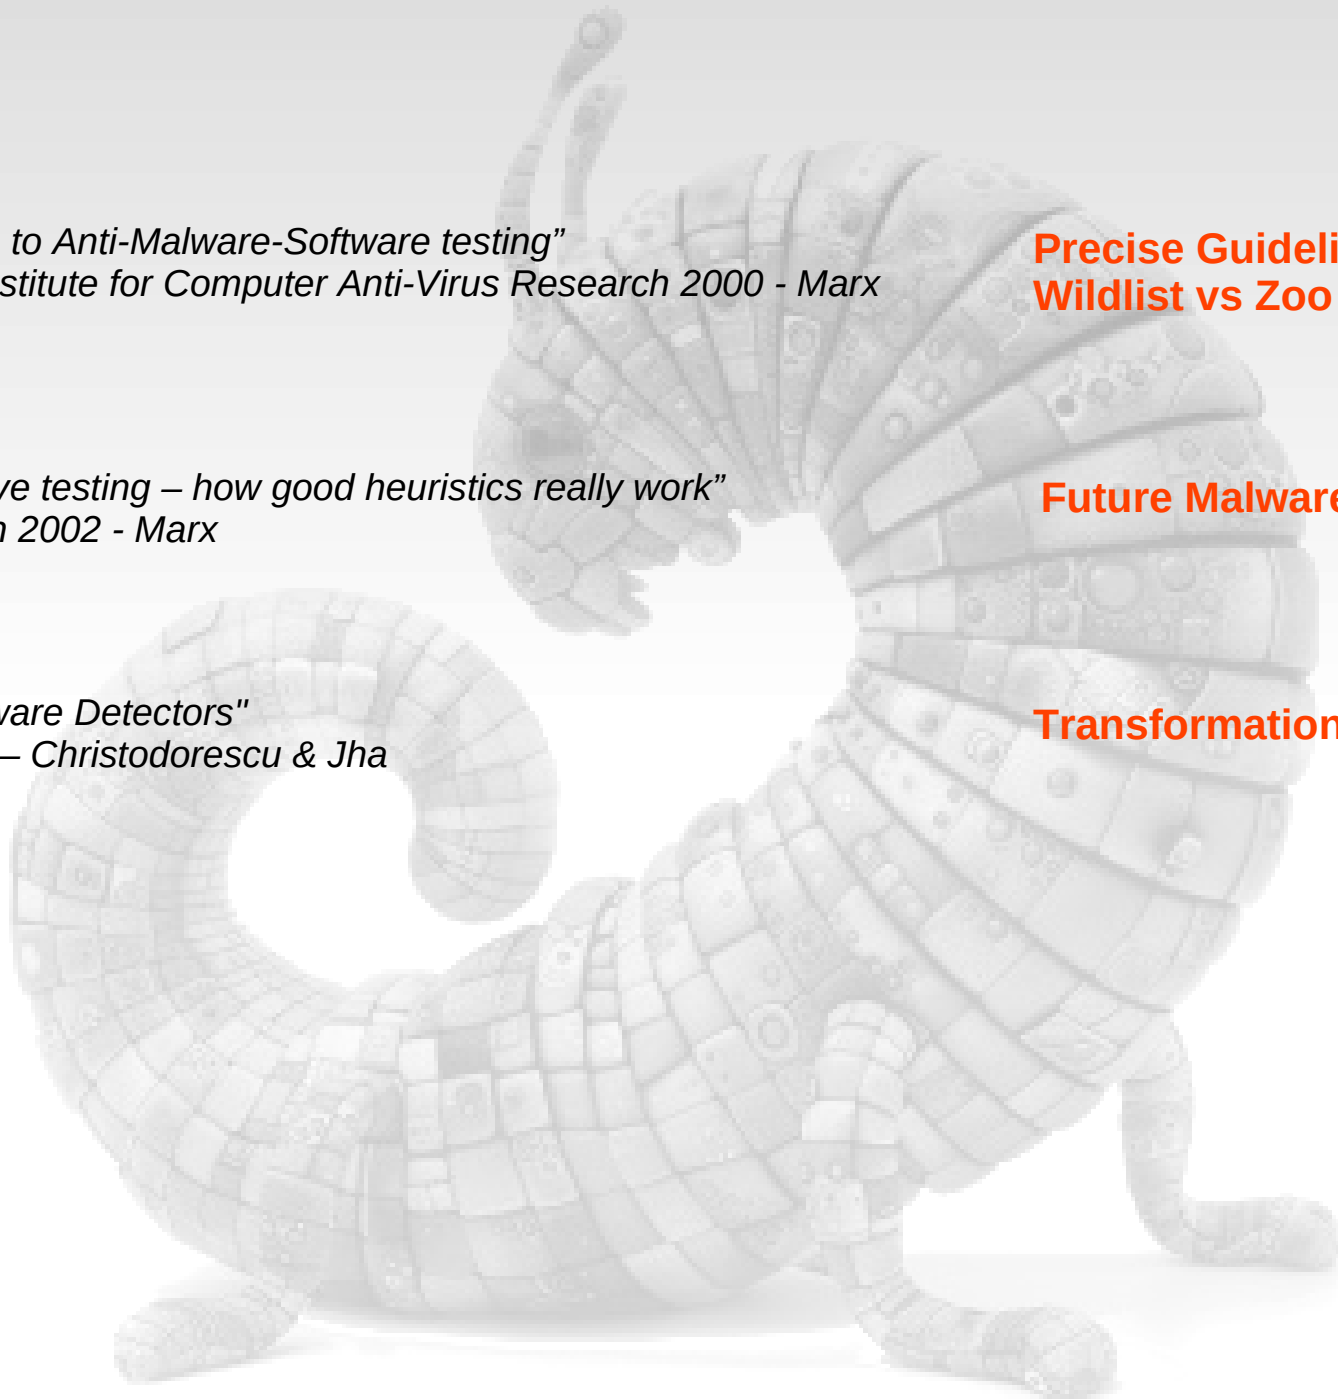 to Anti-Malware-Software testing”
stitute for Computer Anti-Virus Research 2000 - Marx
Precise Guideli
Wildlist vs Zoo
ve testing – how good heuristics really work”
n 2002 - Marx
Future Malware
ware Detectors"
– Christodorescu & Jha
Transformation